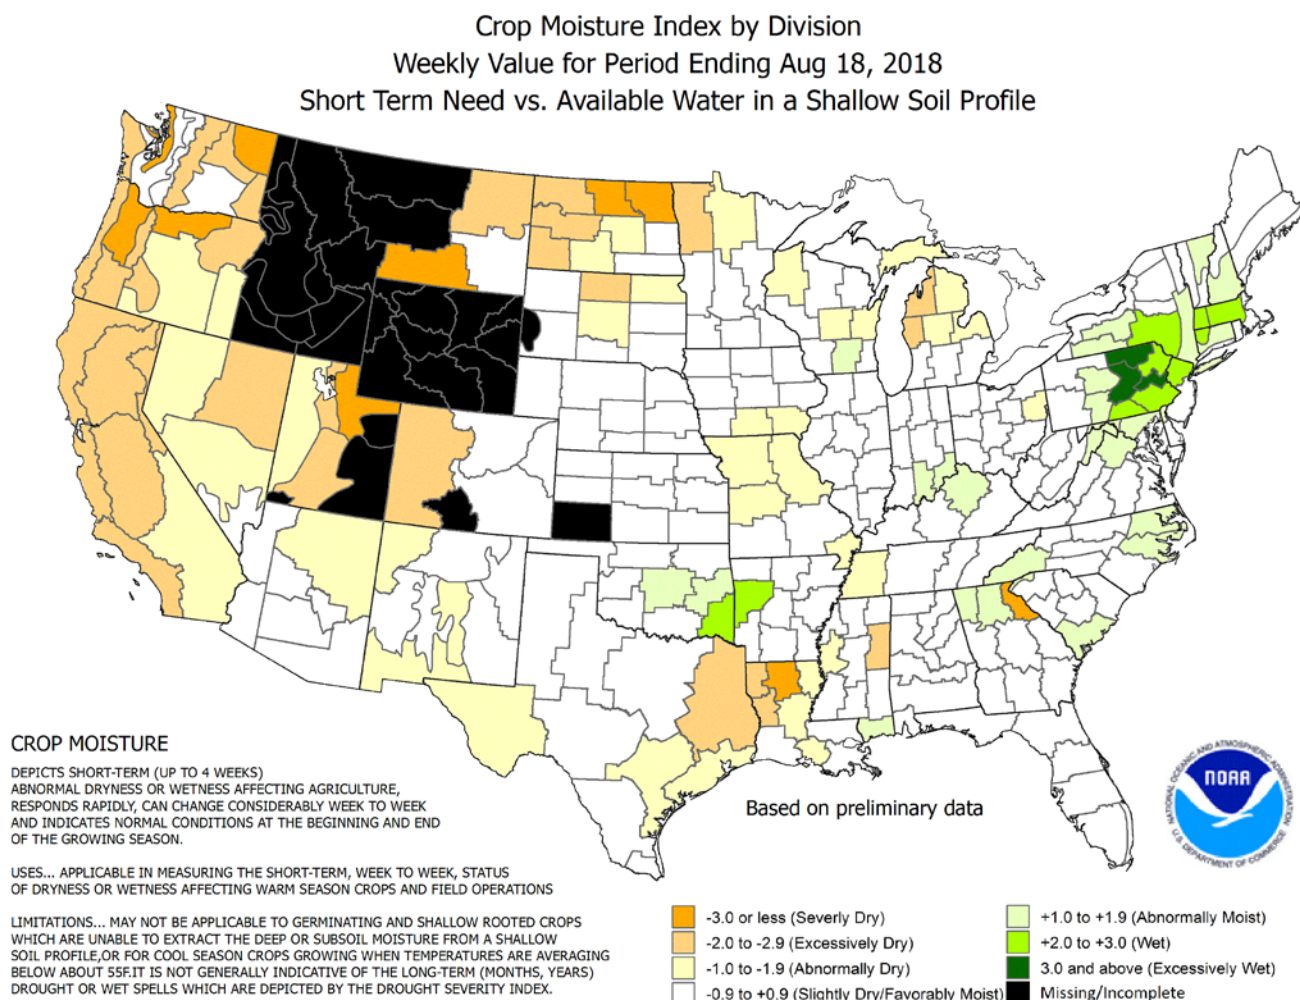 Crop Moisture Index by Division
Weekly Value for Period Ending Aug 18, 2018
Short Term Need vs. Available Water in a Shallow Soil Profile
CROP MOISTURE
DEPICTS SHORT-TERM (UP TO 4 WEEKS)
ABNORMAL DRYNESS OR WETNESS AFFECTING AGRICULTURE,
RESPONDS RAPIDLY, CAN CHANGE CONSIDERABLY WEEK TO WEEK
AND INDICATES NORMAL CONDITIONS AT THE BEGINNING AND END
OF THE GROWING SEASON.
USES... APPLICABLE IN MEASURING THE SHORT-TERM, WEEK TO WEEK, STATUS
OF DRYNESS OR WETNESS AFFECTING WARM SEASON CROPS AND FIELD OPERATIONS
LIMITATIONS... MAY NOT BE APPLICABLE TO GERMINATING AND SHALLOW ROOTED CROPS
WHICH ARE UNABLE TO EXTRACT THE DEEP OR SUBSOIL MOISTURE FROM A SHALLOW
SOIL PROFILE,OR FOR COOL SEASON CROPS GROWING WHEN TEMPERATURES ARE AVERAGING
BELOW ABOUT 55F.IT IS NOT GENERALLY INDICATIVE OF THE LONG-TERM (MONTHS, YEARS)
DROUGHT OR WET SPELLS WHICH ARE DEPICTED BY THE DROUGHT SEVERITY INDEX.
Based on preliminary data
NATIONAL OCEANIC AND ATMOSPHERIC ADMINISTRATION
NOAA
U.S. DEPARTMENT OF COMMERCE
-3.0 or less (Severly Dry)
-2.0 to -2.9 (Excessively Dry)
-1.0 to -1.9 (Abnormally Dry)
-0.9 to +0.9 (Slightly Dry/Favorably Moist)
+1.0 to +1.9 (Abnormally Moist)
+2.0 to +3.0 (Wet)
3.0 and above (Excessively Wet)
Missing/Incomplete